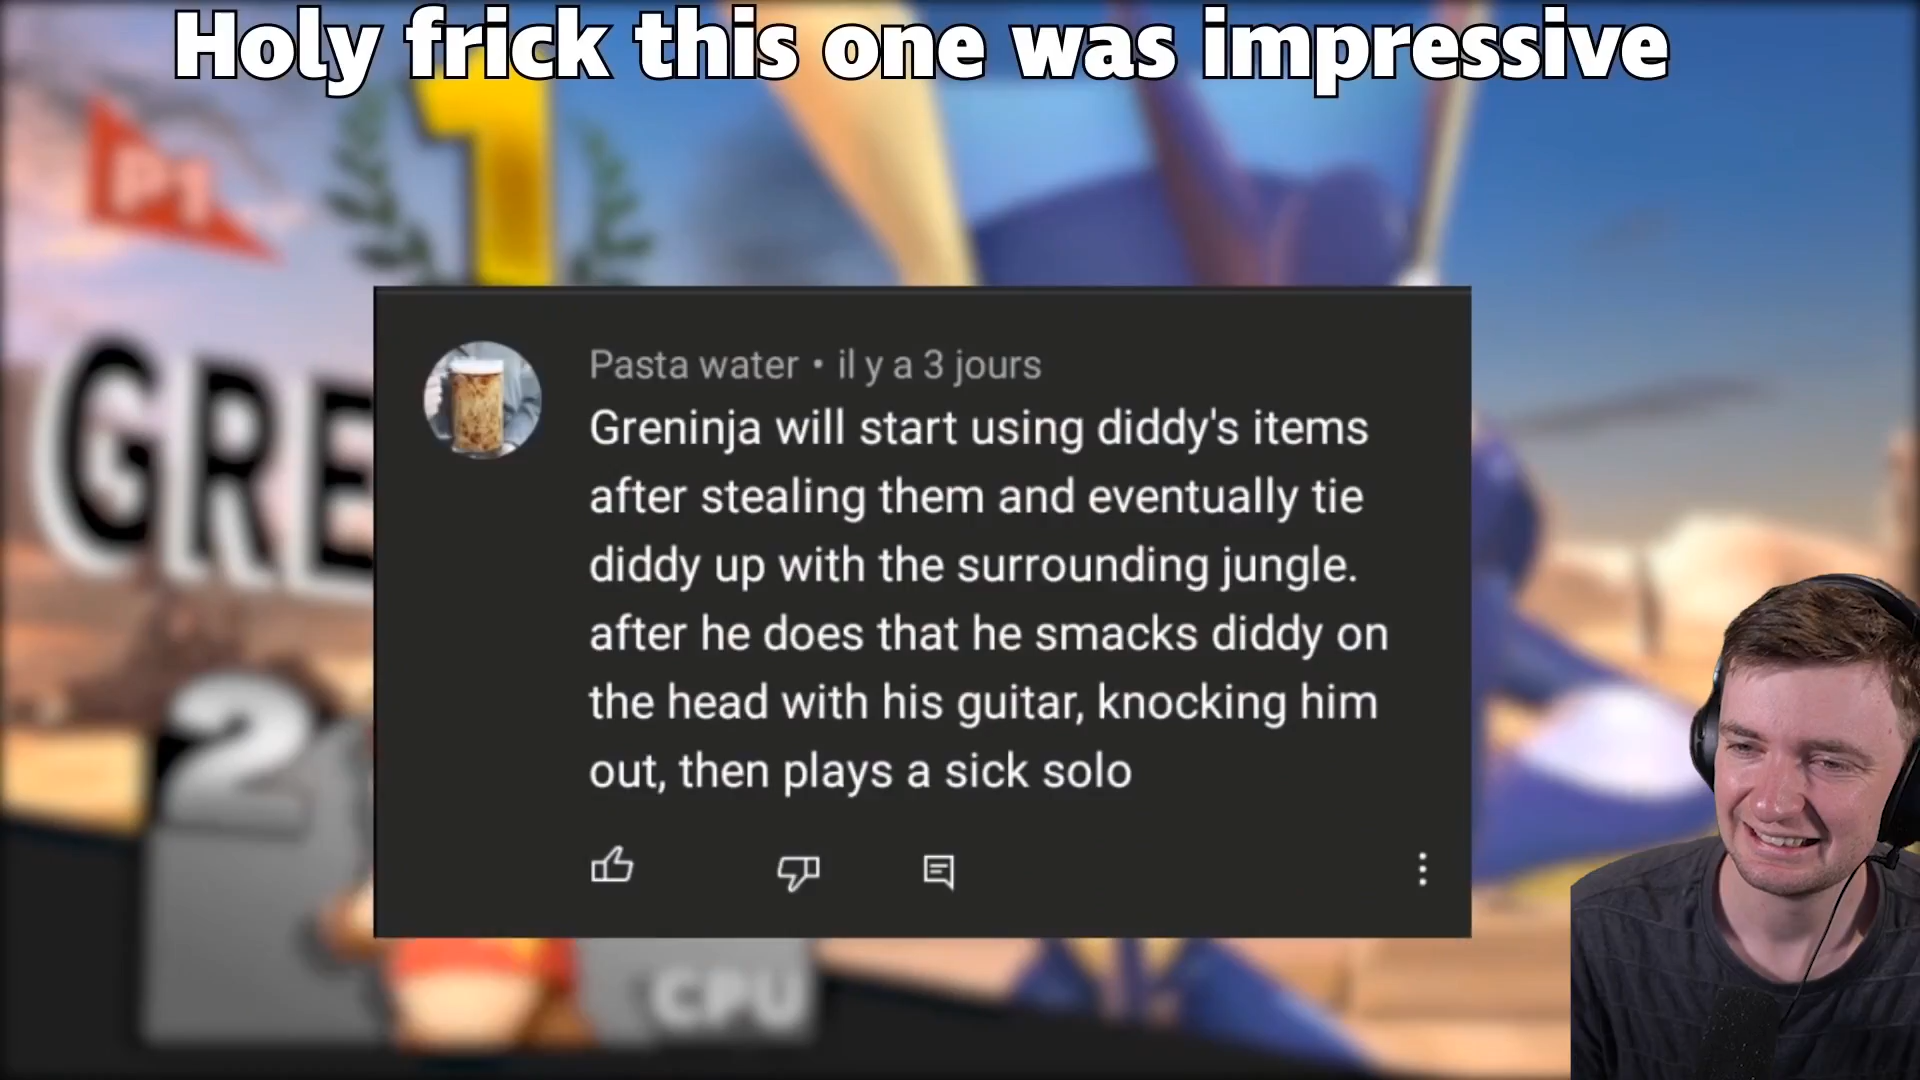 Holy frick this one was impressive
P1
1
GRE
Pasta water • il y a 3 jours
Greninja will start using diddy's items
after stealing them and eventually tie
diddy up with the surrounding jungle.
after he does that he smacks diddy on
the head with his guitar, knocking him
out, then plays a sick solo
2
CPU